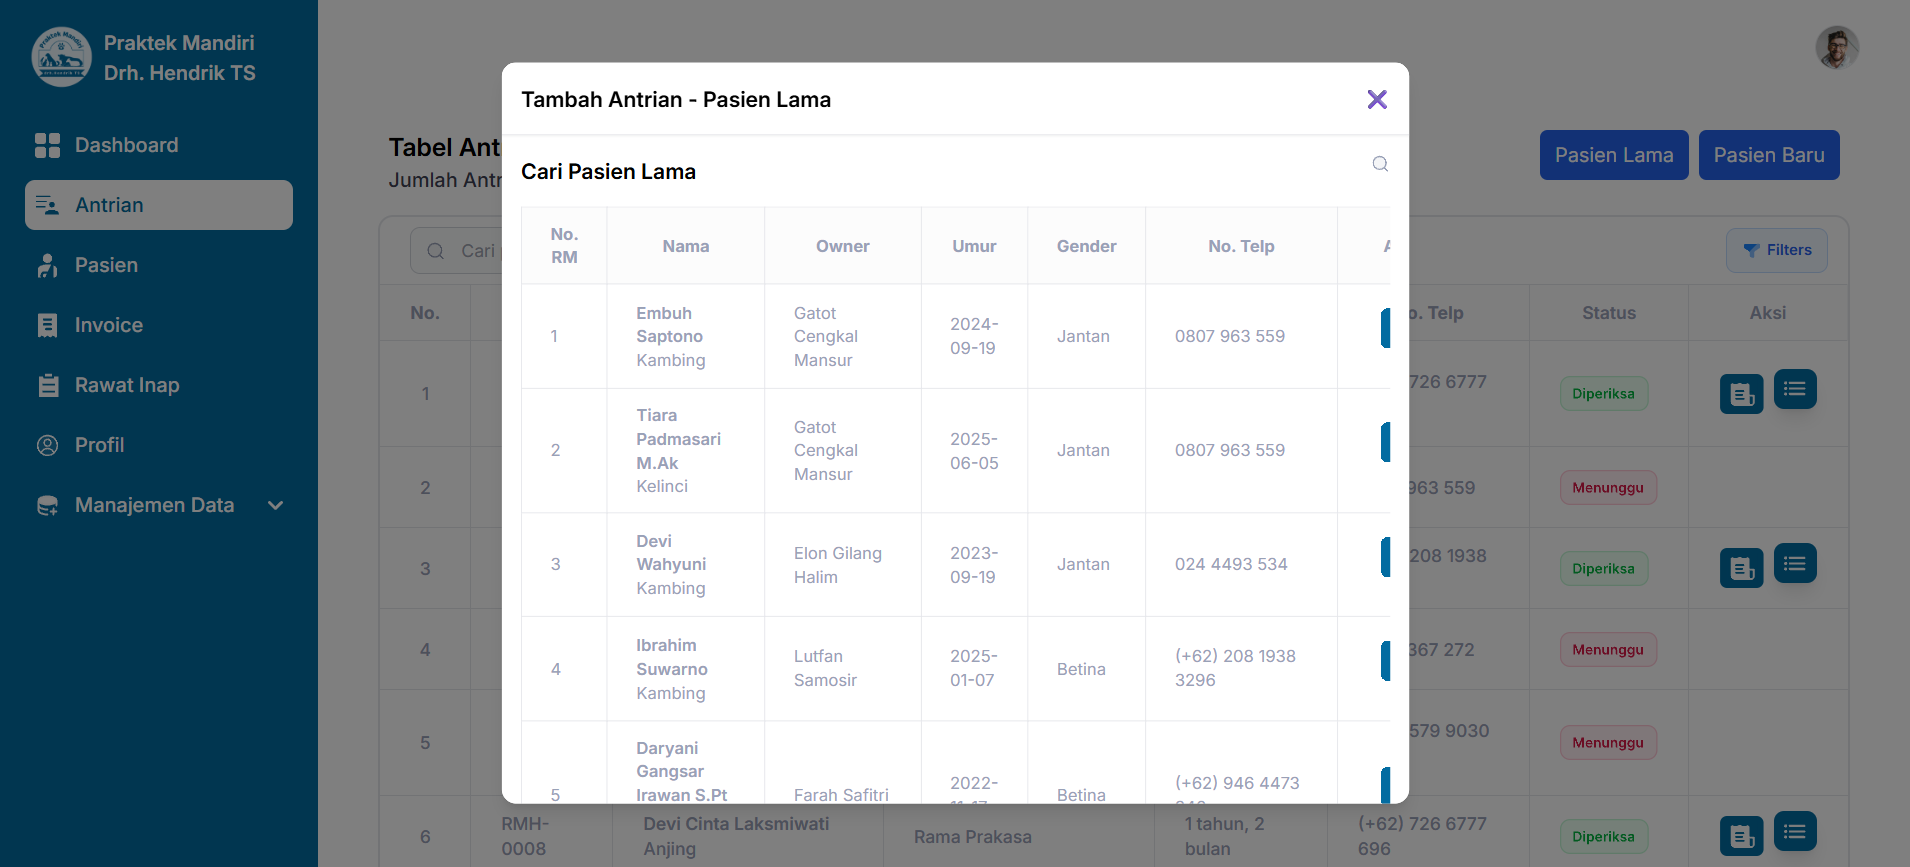 Praktek Mandiri
Drh. Hendrik TS
Dashboard
Antrian
Pasien
Invoice
Rawat Inap
Profil
Manajemen Data
Tabel Ant
Jumlah Antr
Pasien Lama
Pasien Baru
Cari
Filters
No.
o. Telp
Status
Aksi
1
726 6777
Diperiksa
2
963 559
Menunggu
3
208 1938
Diperiksa
4
367 272
Menunggu
5
579 9030
Menunggu
6
RMH-
0008
Devi Cinta Laksmiwati
Anjing
Rama Prakasa
1 tahun, 2
bulan
(+62) 726 6777
696
Diperiksa
Tambah Antrian - Pasien Lama
Cari Pasien Lama
No.
RM
Nama
Owner
Umur
Gender
No. Telp
1
Embuh
Saptono
Kambing
Gatot
Cengkal
Mansur
2024-
09-19
Jantan
0807 963 559
2
Tiara
Padmasari
M.Ak
Kelinci
Gatot
Cengkal
Mansur
2025-
06-05
Jantan
0807 963 559
3
Devi
Wahyuni
Kambing
Elon Gilang
Halim
2023-
09-19
Jantan
024 4493 534
4
Ibrahim
Suwarno
Kambing
Lutfan
Samosir
2025-
01-07
Betina
(+62) 208 1938
3296
5
Daryani
Gangsar
Irawan S.Pt
Farah Safitri
2022-
Betina
(+62) 946 4473